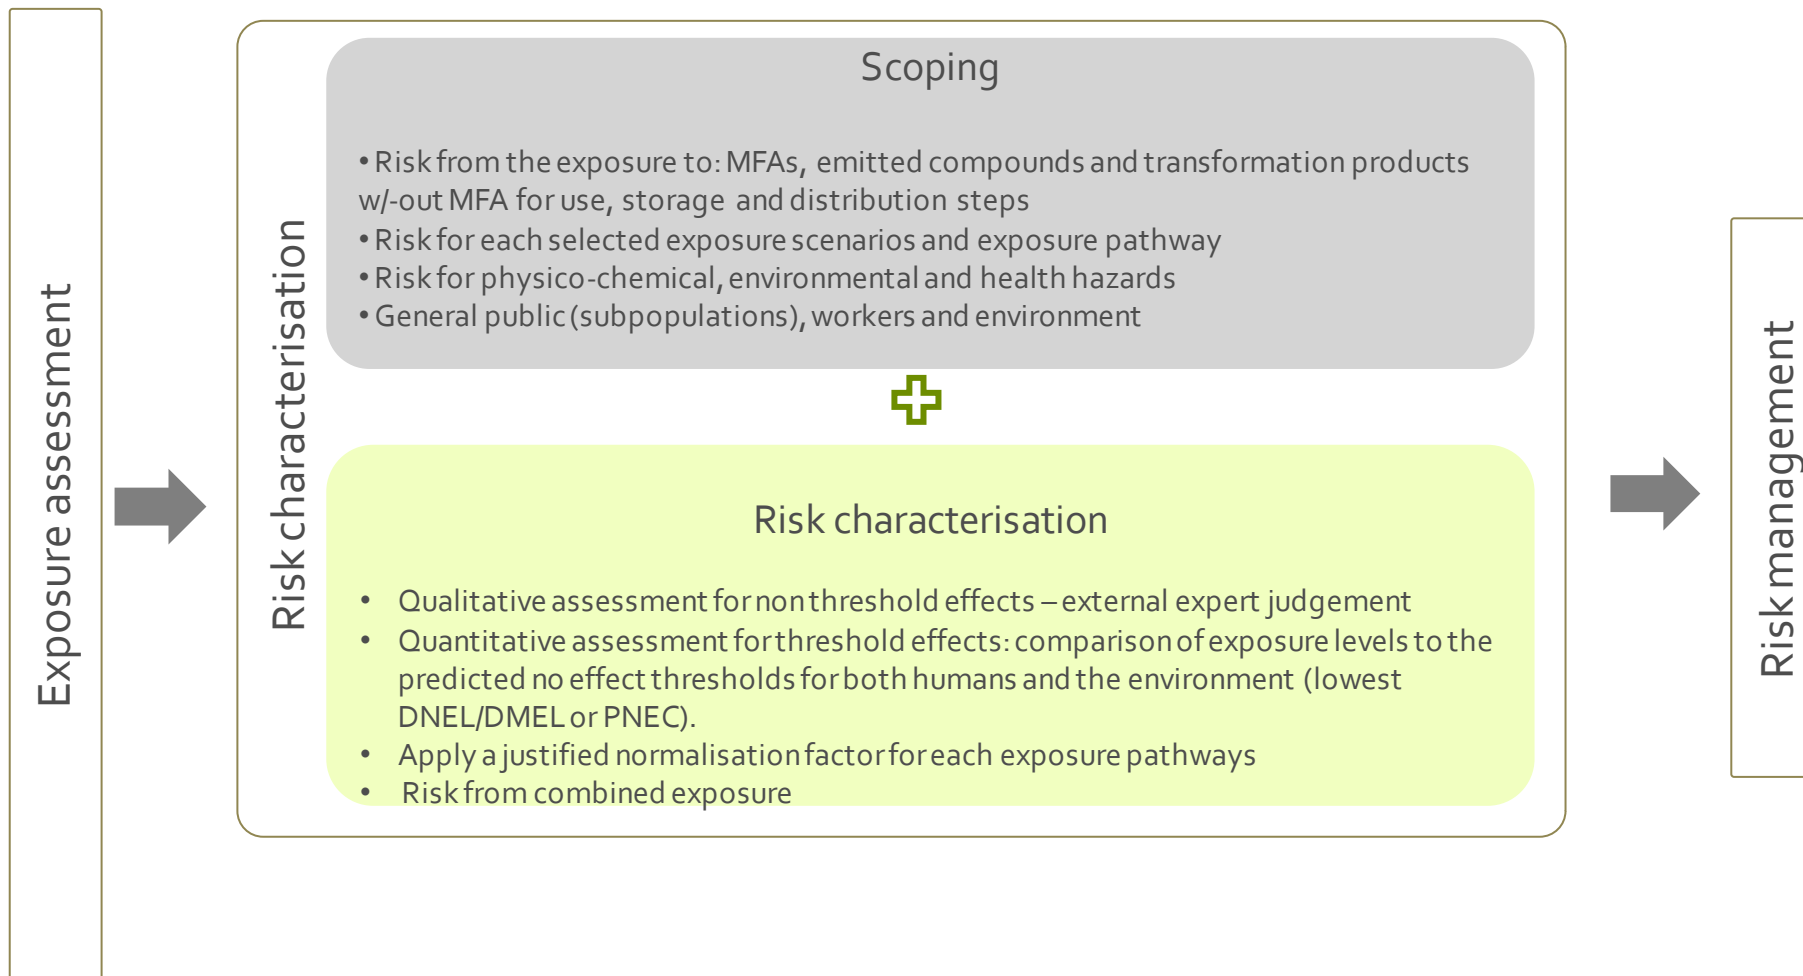 Exposure assessment
Risk characterisation
Scoping
• Risk from the exposure to: MFAs, emitted compounds and transformation products
w/-out MFA for use, storage and distribution steps
• Risk for each selected exposure scenarios and exposure pathway
• Risk for physico-chemical, environmental and health hazards
• General public (subpopulations), workers and environment
Risk characterisation
• Qualitative assessment for non threshold effects – external expert judgement
• Quantitative assessment for threshold effects: comparison of exposure levels to the
predicted no effect thresholds for both humans and the environment (lowest
DNEL/DMEL or PNEC).
• Apply a justified normalisation factor for each exposure pathways
• Risk from combined exposure
Risk management